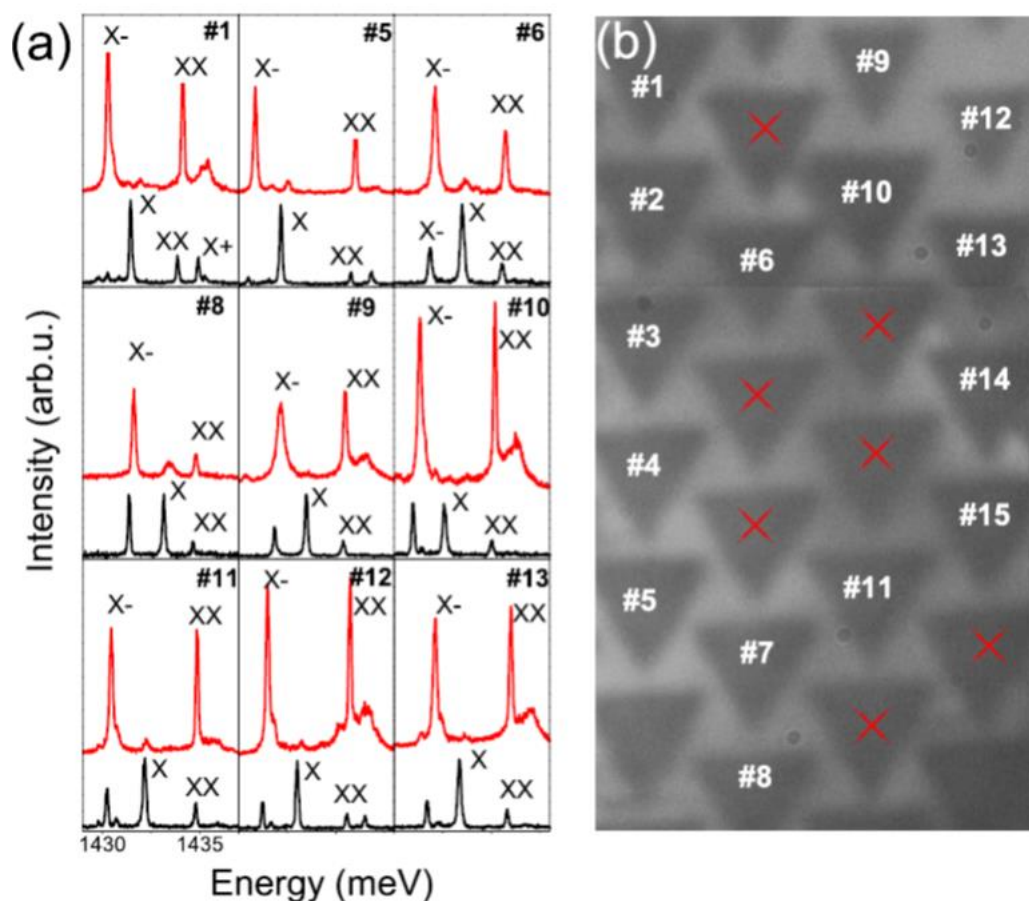 (a)
#1
#5
#6
X-
XX
X-
XX
X-
XX
X
XX
X+
X
XX
X-
X
XX
#8
#9
#10
X-
XX
X-
XX
X-
XX
X
XX
X
XX
X
XX
#11
#12
#13
X-
XX
X-
XX
X-
XX
X
XX
X
XX
X
XX
1430
1435
Energy (meV)
Intensity (arb.u.)
(b)
#1
#9
#12
#2
#10
#6
#13
#3
#14
#4
#15
#5
#11
#7
#8